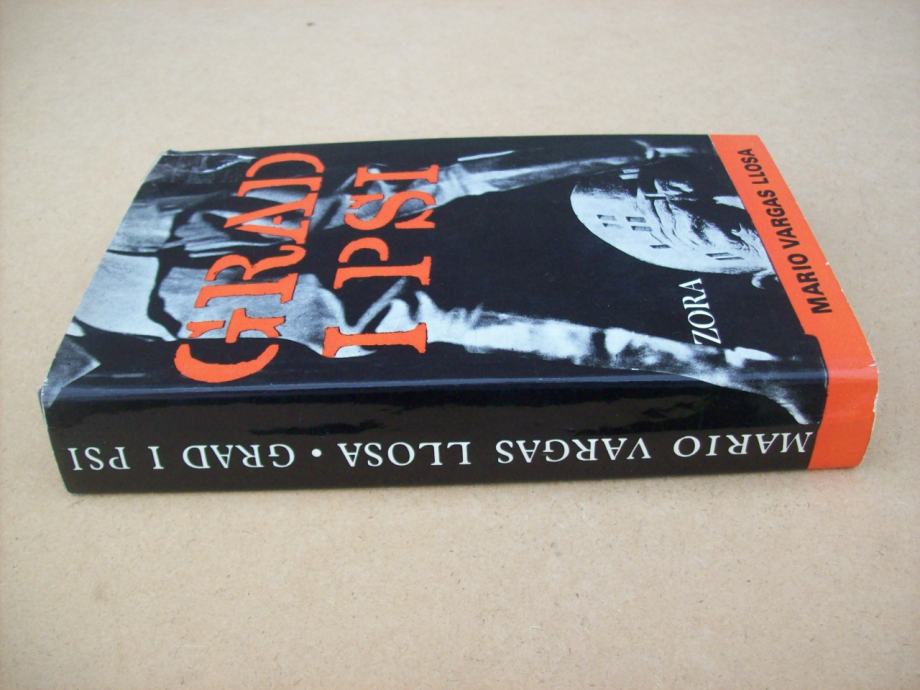 MARIO VARGAS LLOSA
ZORA
GRAD
I PSI
MARIO VARGAS LLOSA • GRAD I PSI